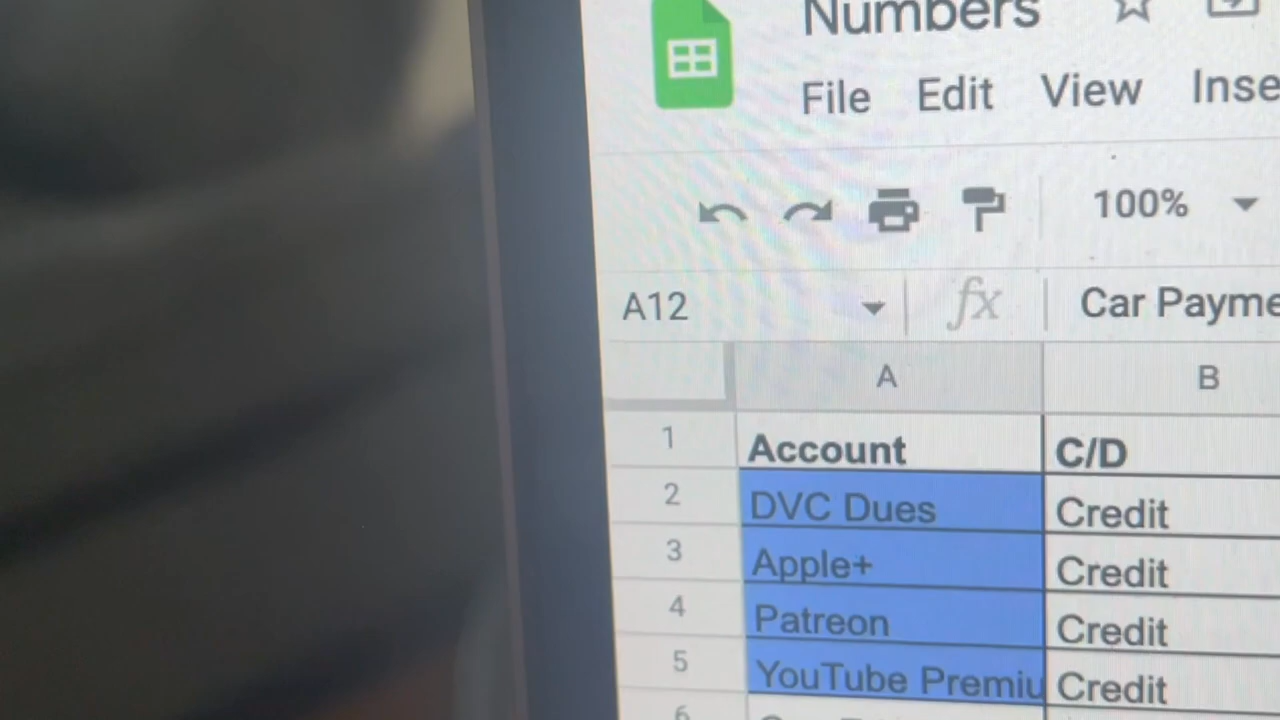 Numbers
File Edit View Inse
100%
A12 fx Car Payme
A B
1 Account C/D
2 DVC Dues Credit
3 Apple+ Credit
4 Patreon Credit
5 YouTube Premiu Credit
6